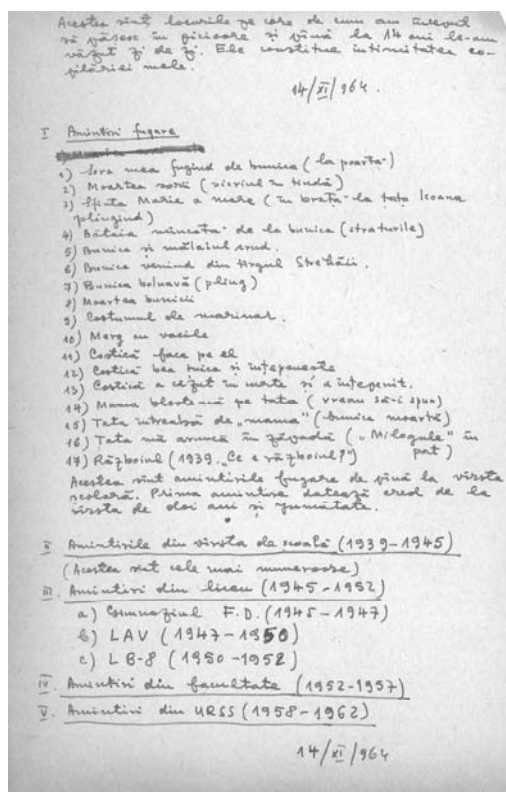 Acestea sînt locurile pe care de cum am început
să păşesc în picioare şi pînă la 14 ani le-am
văzut zi de zi. Ele constitue intimitatea co-
pilăriei mele.
14/XI/964.
I Amintiri fugare
1) Sora mea fugind de bunica (la poartă)
2) Moartea sorii (sicriul în tindă)
3) Sfînta Marie a mare (în braţe la tata Icoana
plîngînd)
4) Bătaia mîncată de la bunica (straturile)
5) Bunica şi mălaiul crud.
6) Bunica venind din tîrgul Strehăii.
7) Bunica bolnavă (plîng)
8) Moartea bunicii
9) Costumul de marinar.
10) Merg cu vacile
11) Costică face pe el
12) Costică bea ţuica şi înţepeneşte
13) Costică a căzut în şi a înţepenit.
14) Mama pe tata (vreau să-i spun)
15) Tata întreabă de „mama" (bunica moartă)
16) Tata mă aruncă în zăpadă („Milogule" în
pat)
17) Războiul (1939. „Ce e războiul?")
Acestea sînt amintirile fugare de pînă la vîrsta
şcolară. Prima amintire datează cred de la
vîrsta de doi ani şi jumătate.
II Amintirile din vîrsta de şcoală (1939-1945)
(Acestea sînt cele mai numeroase)
III. Amintiri din liceu (1945-1952)
a) Gimnaziul F.D. (1945-1947)
b) LAV (1947-1950)
c) LB-8 (1950-1952)
IV. Amintiri din facultate (1952-1957)
V. Amintiri din URSS (1958-1962)
14/XI/964